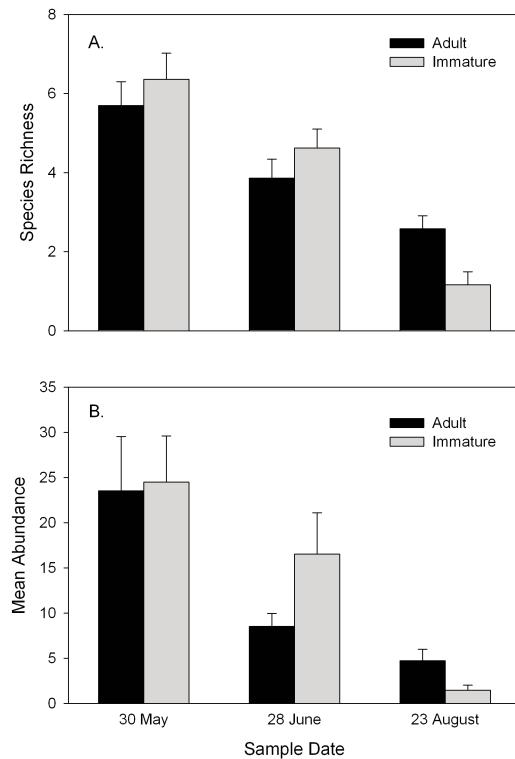 8
A.
Adult
Immature
6
4
2
0
Species Richness
35
B.
Adult
Immature
30
25
20
15
10
5
0
Mean Abundance
30 May
28 June
23 August
Sample Date